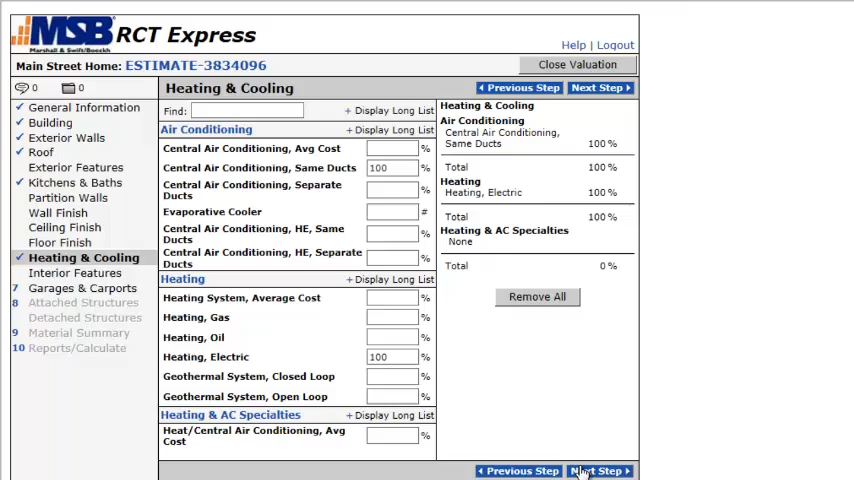 MSB RCT Express
Marshall & Swift/Boeckh
Help | Logout
Main Street Home: ESTIMATE-3834096
Close Valuation
0 0
Heating & Cooling
Previous Step Next Step
General Information
Building
Exterior Walls
Roof
Exterior Features
Kitchens & Baths
Partition Walls
Wall Finish
Ceiling Finish
Floor Finish
Heating & Cooling
Interior Features
7 Garages & Carports
8 Attached Structures
Detached Structures
9 Material Summary
10 Reports/Calculate
Find: + Display Long List
Air Conditioning + Display Long List
Central Air Conditioning, Avg Cost %
Central Air Conditioning, Same Ducts 100 %
Central Air Conditioning, Separate
Ducts %
Evaporative Cooler #
Central Air Conditioning, HE, Same
Ducts %
Central Air Conditioning, HE, Separate
Ducts %
Heating + Display Long List
Heating System, Average Cost %
Heating, Gas %
Heating, Oil %
Heating, Electric 100 %
Geothermal System, Closed Loop %
Geothermal System, Open Loop %
Heating & AC Specialties + Display Long List
Heat/Central Air Conditioning, Avg
Cost %
Heating & Cooling
Air Conditioning
Central Air Conditioning,
Same Ducts 100 %
Total 100 %
Heating
Heating, Electric 100 %
Total 100 %
Heating & AC Specialties
None
Total 0 %
Remove All
Previous Step Next Step